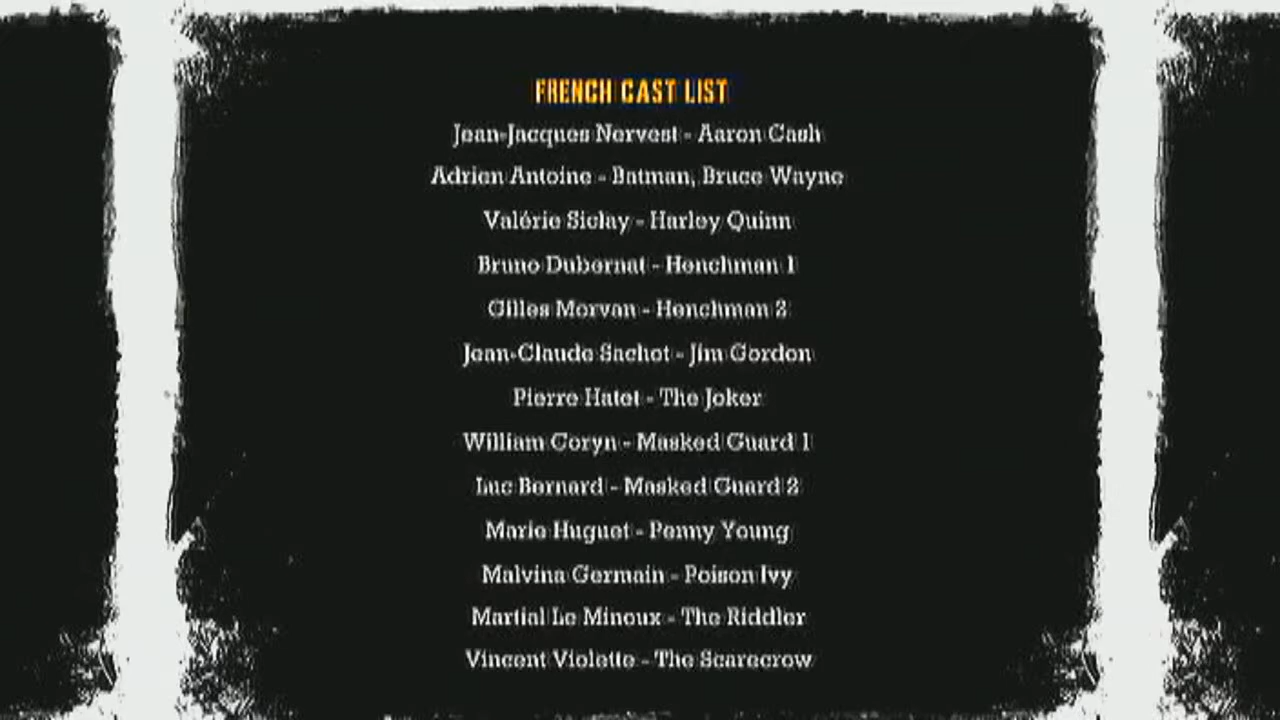 FRENCH CAST LIST
Jean-Jacques Nervest - Aaron Cash
Adrien Antoine - Batman, Bruce Wayne
Valérie Siclay - Harley Quinn
Bruno Dubernat - Henchman 1
Gilles Morvan - Henchman 2
Jean-Claude Sachot - Jim Gordon
Pierre Hatet - The Joker
William Coryn - Masked Guard 1
Luc Bernard - Masked Guard 2
Marie Huguet - Penny Young
Malvina Germain - Poison Ivy
Martial Le Minoux - The Riddler
Vincent Violette - The Scarecrow